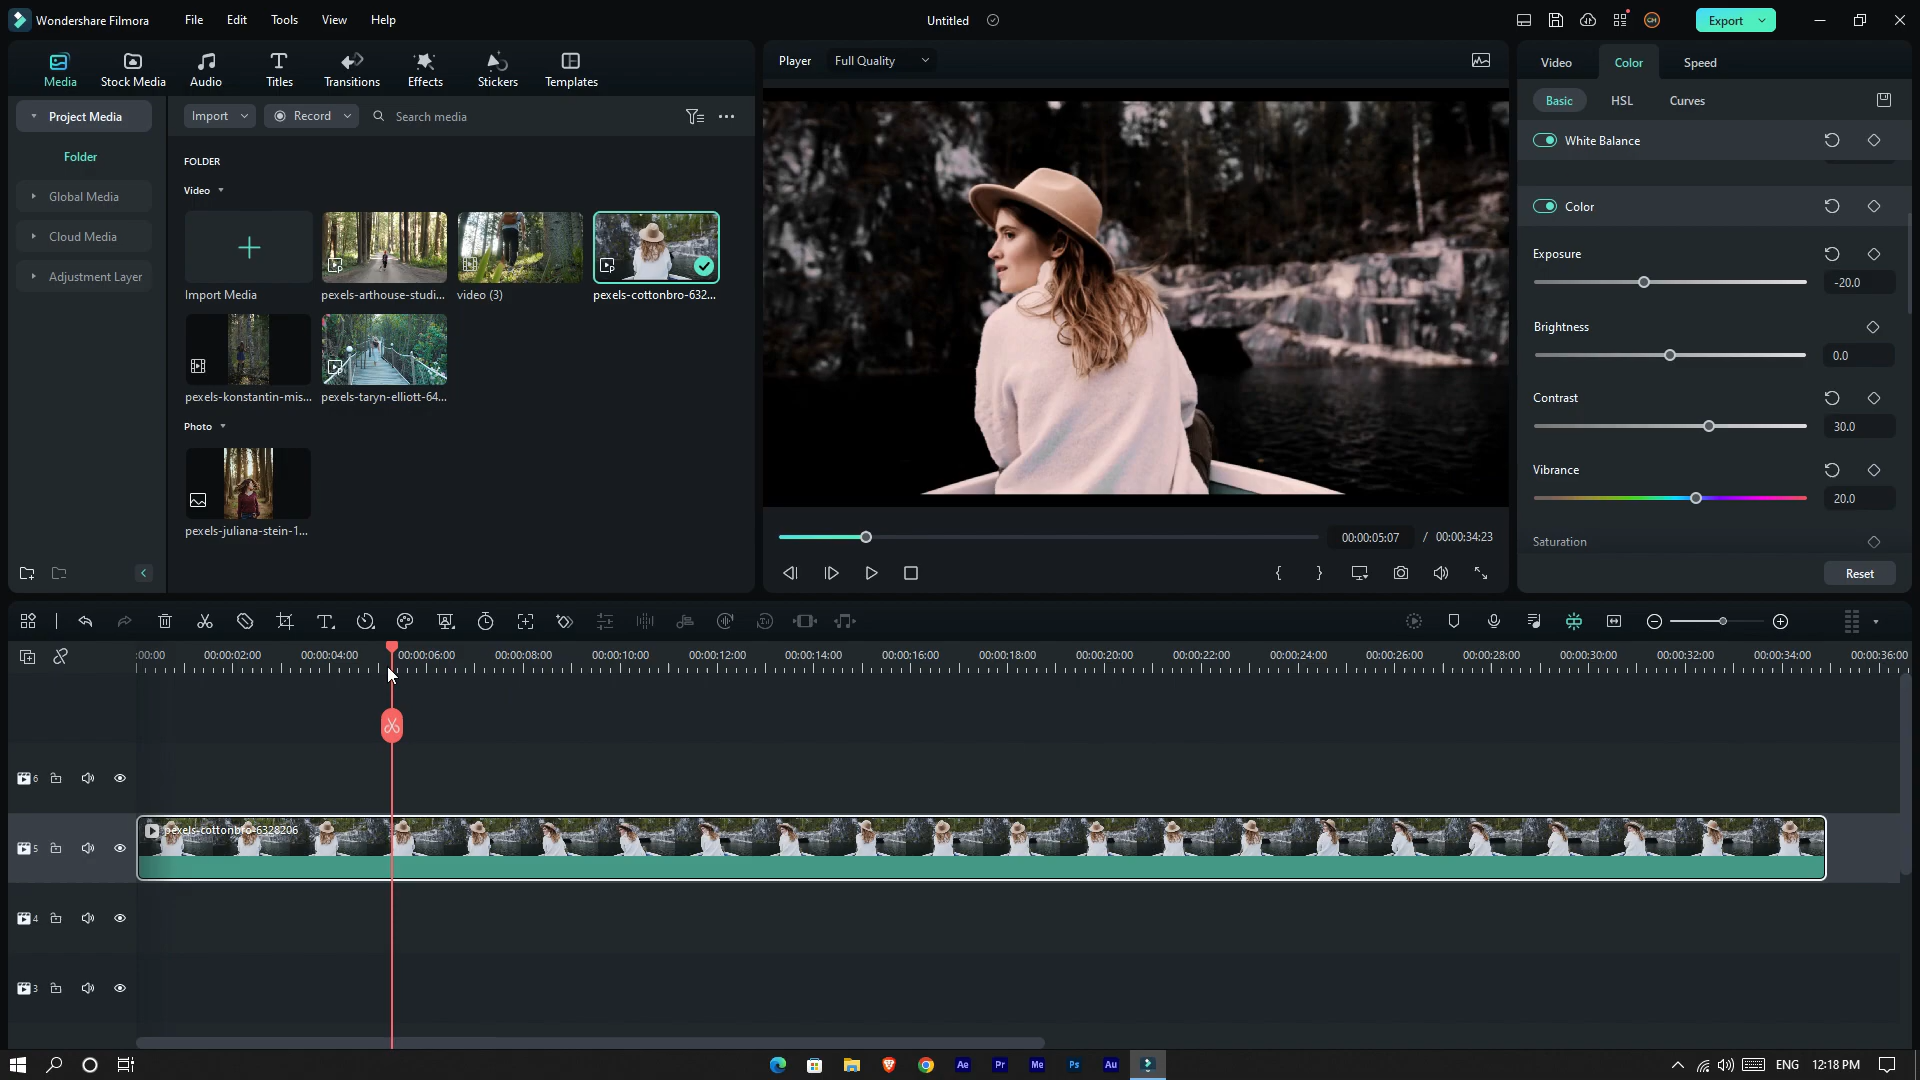 Wondershare Filmora
File Edit Tools View Help
Untitled
GM
Export
Media
Stock Media
Audio
Titles
Transitions
Effects
Stickers
Templates
Project Media
Folder
Global Media
Cloud Media
Adjustment Layer
Import
Record
Search media
FOLDER
Video
Import Media
pexels-arthouse-studi...
video (3)
pexels-cottonbro-632...
pexels-konstantin-mis...
pexels-taryn-elliott-64...
Photo
pexels-juliana-stein-1...
Player
Full Quality
00:00:05:07 / 00:00:34:23
Video
Color
Speed
Basic
HSL
Curves
White Balance
Color
Exposure
-20.0
Brightness
0.0
Contrast
30.0
Vibrance
20.0
Saturation
Reset
:00:00 00:00:02:00 00:00:04:00 00:00:06:00 00:00:08:00 00:00:10:00 00:00:12:00 00:00:14:00 00:00:16:00 00:00:18:00 00:00:20:00 00:00:22:00 00:00:24:00 00:00:26:00 00:00:28:00 00:00:30:00 00:00:32:00 00:00:34:00 00:00:36:00
6
pexels-cottonbro-6328206
5
4
3
Ae Pr Me Ps Au
ENG 12:18 PM